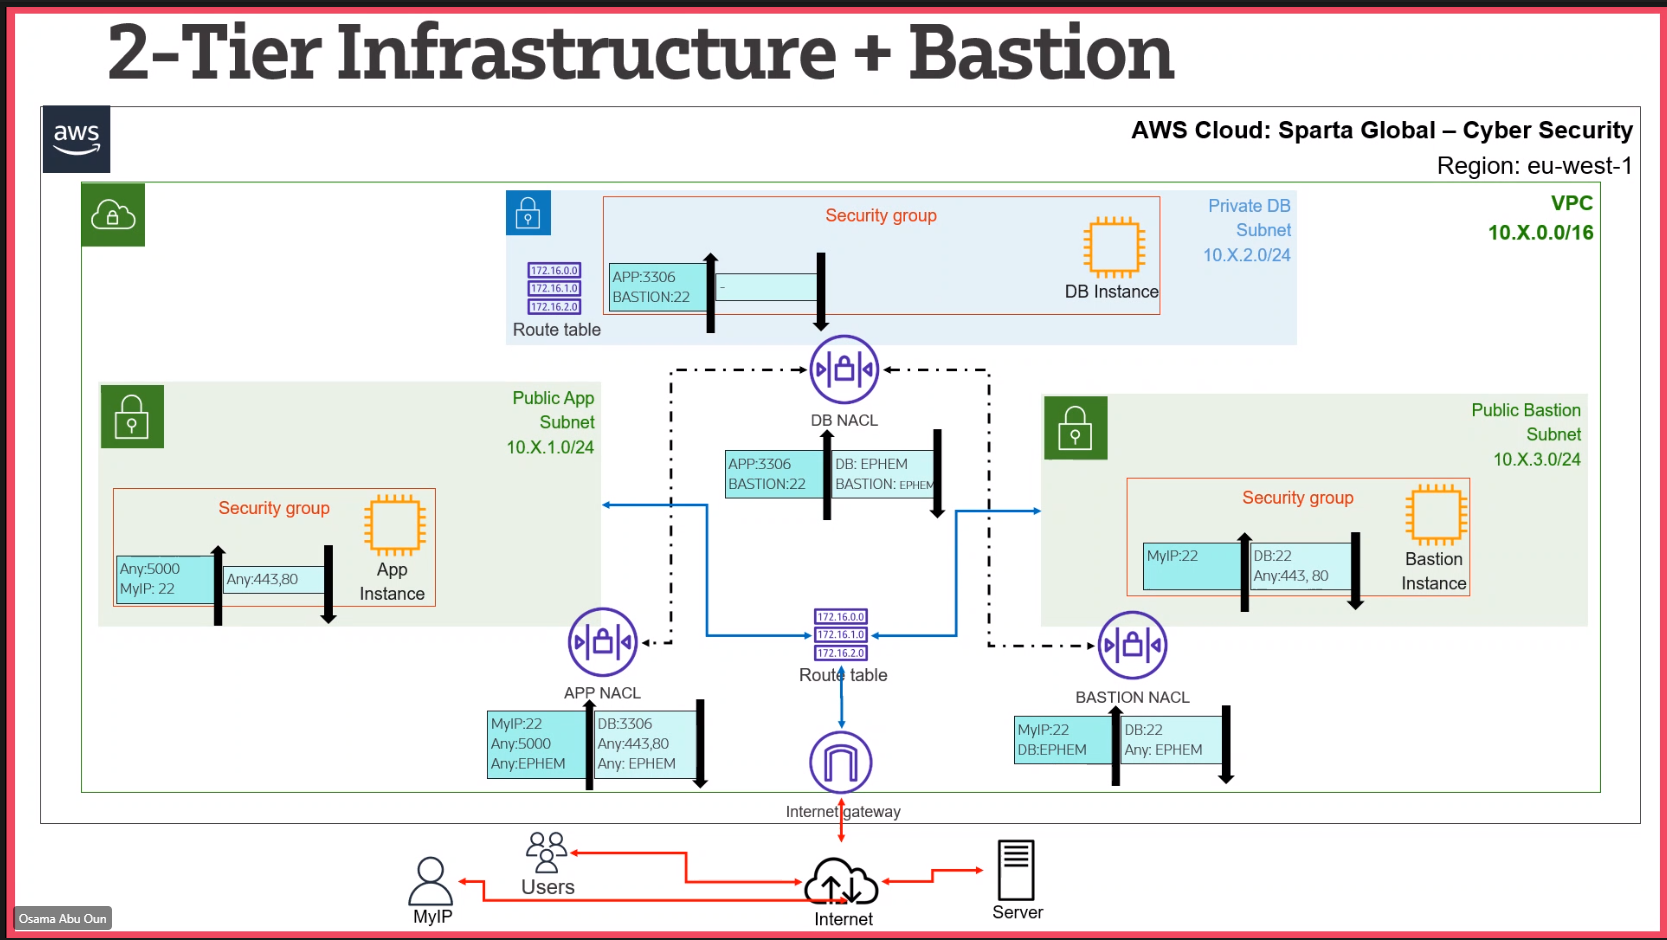 2-Tier Infrastructure + Bastion
aws
AWS Cloud: Sparta Global – Cyber Security
Region: eu-west-1
VPC
10.X.0.0/16
Security group
Private DB
Subnet
10.X.2.0/24
172.16.0.0
172.16.1.0
172.16.2.0
Route table
APP:3306
BASTION:22
-
DB Instance
DB NACL
APP:3306
BASTION:22
DB: EPHEM
BASTION: EPHEM
Public App
Subnet
10.X.1.0/24
Security group
Any:5000
MyIP: 22
Any:443,80
App
Instance
Public Bastion
Subnet
10.X.3.0/24
Security group
MyIP:22
DB:22
Any:443, 80
Bastion
Instance
172.16.0.0
172.16.1.0
172.16.2.0
Route table
APP NACL
MyIP:22
Any:5000
Any:EPHEM
DB:3306
Any:443,80
Any: EPHEM
BASTION NACL
MyIP:22
DB:EPHEM
DB:22
Any: EPHEM
Internet gateway
Users
MyIP
Internet
Server
Osama Abu Oun